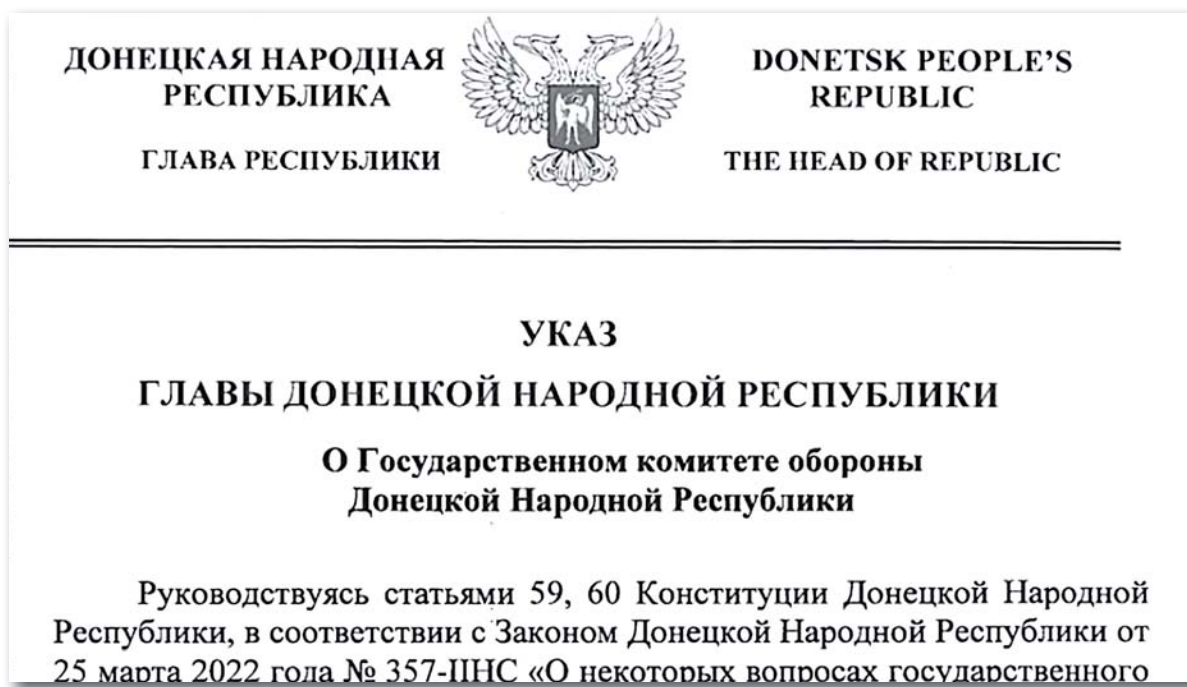 ДОНЕЦКАЯ НАРОДНАЯ
РЕСПУБЛИКА
ГЛАВА РЕСПУБЛИКИ
DONETSK PEOPLE'S
REPUBLIC
THE HEAD OF REPUBLIC
УКАЗ
ГЛАВЫ ДОНЕЦКОЙ НАРОДНОЙ РЕСПУБЛИКИ
О Государственном комитете обороны
Донецкой Народной Республики
Руководствуясь статьями 59, 60 Конституции Донецкой Народной
Республики, в соответствии с Законом Донецкой Народной Республики от
25 марта 2022 года № 357-IIНС «О некоторых вопросах государственного